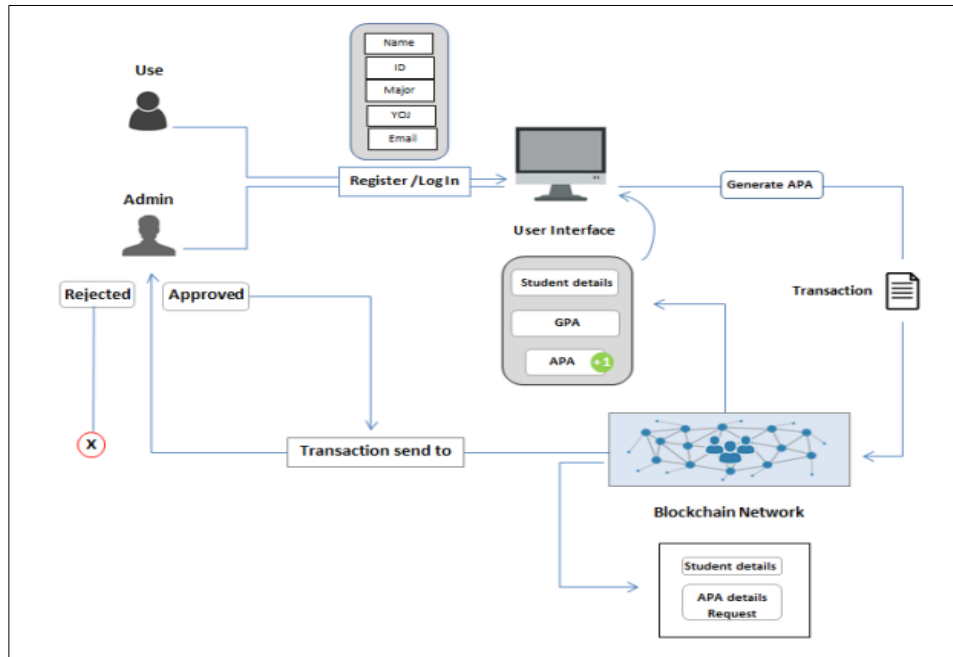 Name
ID
Major
YOJ
Email
Use
Register /Log In
Generate APA
Admin
User Interface
Rejected
Approved
Student details
GPA
APA
+1
Transaction
X
Transaction send to
Blockchain Network
Student details
APA details
Request